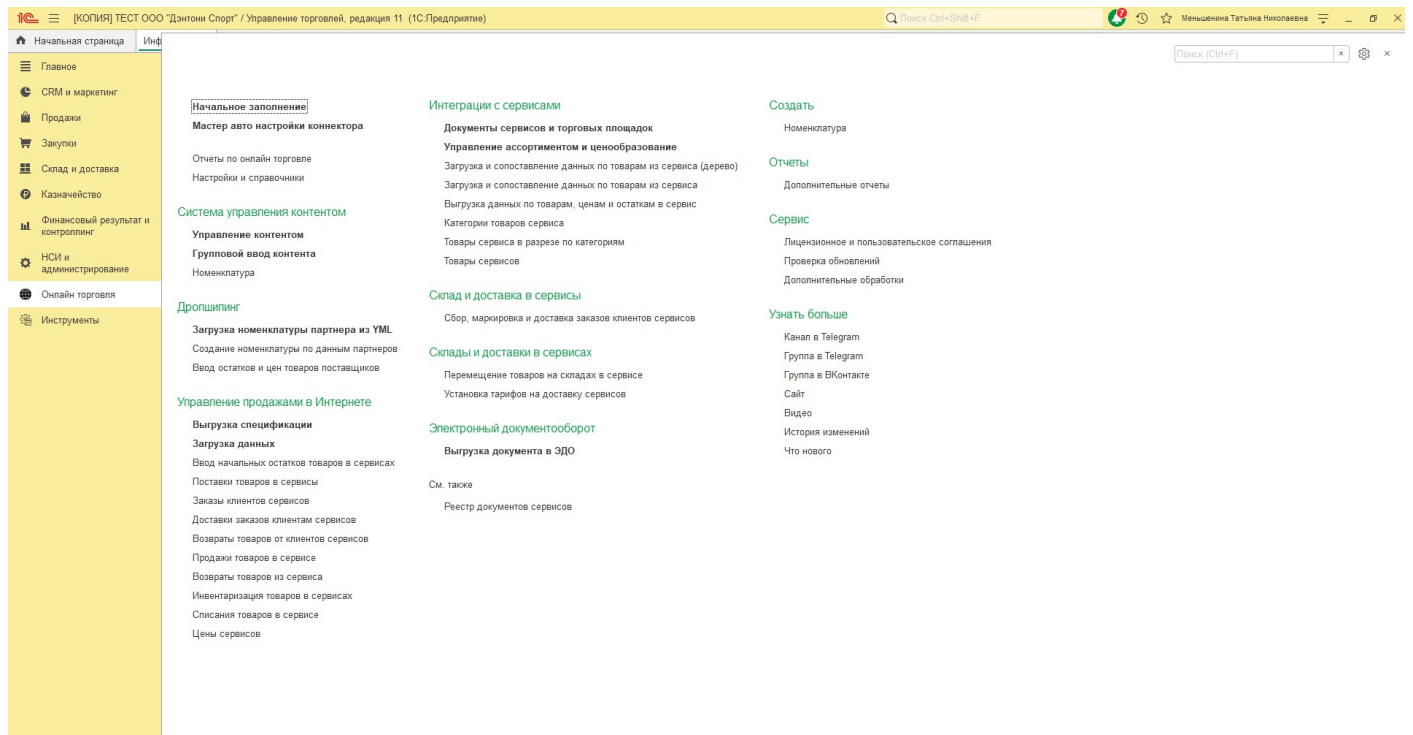 1С [КОПИЯ] ТЕСТ ООО "Дэнтони Спорт" / Управление торговлей, редакция 11 (1С:Предприятие)
Поиск Ctrl+Shift+F
7
Меньшенина Татьяна Николаевна
Начальная страница
Инф
Поиск (Ctrl+F)
Главное
CRM и маркетинг
Продажи
Закупки
Склад и доставка
Казначейство
Финансовый результат и
контроллинг
НСИ и
администрирование
Онлайн торговля
Инструменты
Начальное заполнение
Мастер авто настройки коннектора
Отчеты по онлайн торговле
Настройки и справочники
Система управления контентом
Управление контентом
Групповой ввод контента
Номенклатура
Дропшипинг
Загрузка номенклатуры партнера из YML
Создание номенклатуры по данным партнеров
Ввод остатков и цен товаров поставщиков
Управление продажами в Интернете
Выгрузка спецификации
Загрузка данных
Ввод начальных остатков товаров в сервисах
Поставки товаров в сервисы
Заказы клиентов сервисов
Доставки заказов клиентам сервисов
Возвраты товаров от клиентов сервисов
Продажи товаров в сервисе
Возвраты товаров из сервиса
Инвентаризация товаров в сервисах
Списания товаров в сервисе
Цены сервисов
Интеграции с сервисами
Документы сервисов и торговых площадок
Управление ассортиментом и ценообразование
Загрузка и сопоставление данных по товарам из сервиса (дерево)
Загрузка и сопоставление данных по товарам из сервиса
Выгрузка данных по товарам, ценам и остаткам в сервис
Категории товаров сервиса
Товары сервиса в разрезе по категориям
Товары сервисов
Склад и доставка в сервисы
Сбор, маркировка и доставка заказов клиентов сервисов
Склады и доставки в сервисах
Перемещение товаров на складах в сервисе
Установка тарифов на доставку сервисов
Электронный документооборот
Выгрузка документа в ЭДО
См. также
Реестр документов сервисов
Создать
Номенклатура
Отчеты
Дополнительные отчеты
Сервис
Лицензионное и пользовательское соглашения
Проверка обновлений
Дополнительные обработки
Узнать больше
Канал в Telegram
Группа в Telegram
Группа в ВКонтакте
Сайт
Видео
История изменений
Что нового